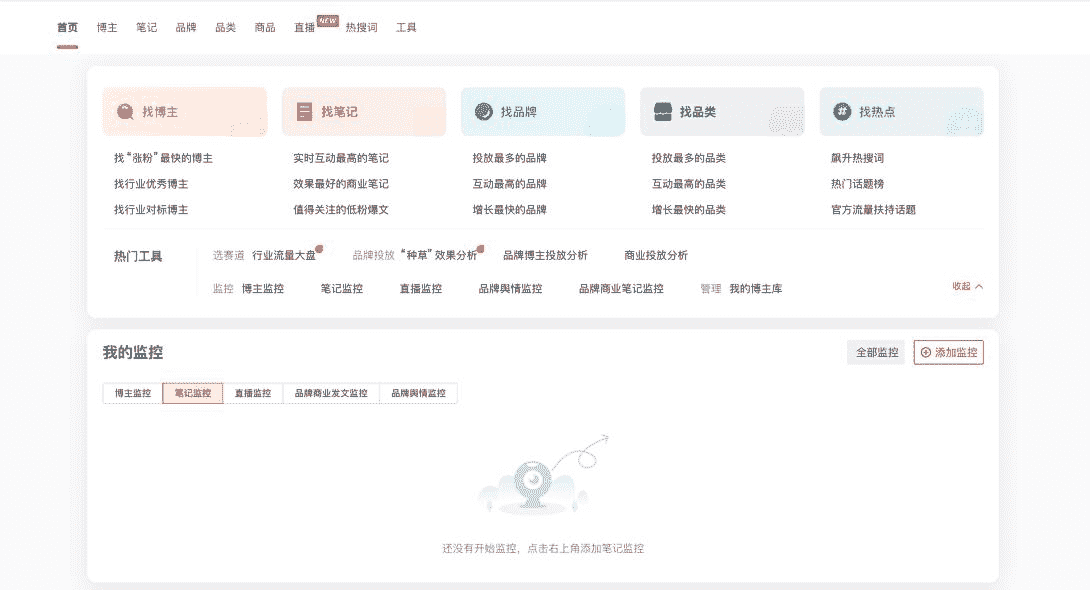 首页 博主 笔记 品牌 品类 商品 直播 NEW 热搜词 工具
找博主 找笔记 找品牌 找品类 找热点
找“涨粉”最快的博主 实时互动最高的笔记 投放最多的品牌 投放最多的品类 飙升热搜词
找行业优秀博主 效果最好的商业笔记 互动最高的品牌 互动最高的品类 热门话题榜
找行业对标博主 值得关注的低粉爆文 增长最快的品牌 增长最快的品类 官方流量扶持话题
热门工具 选赛道 行业流量大盘 品牌投放 “种草”效果分析 品牌博主投放分析 商业投放分析
监控 博主监控 笔记监控 直播监控 品牌舆情监控 品牌商业笔记监控 管理 我的博主库 收起
我的监控 全部监控 添加监控
博主监控 笔记监控 直播监控 品牌商业发文监控 品牌舆情监控
还没有开始监控，点击右上角添加笔记监控